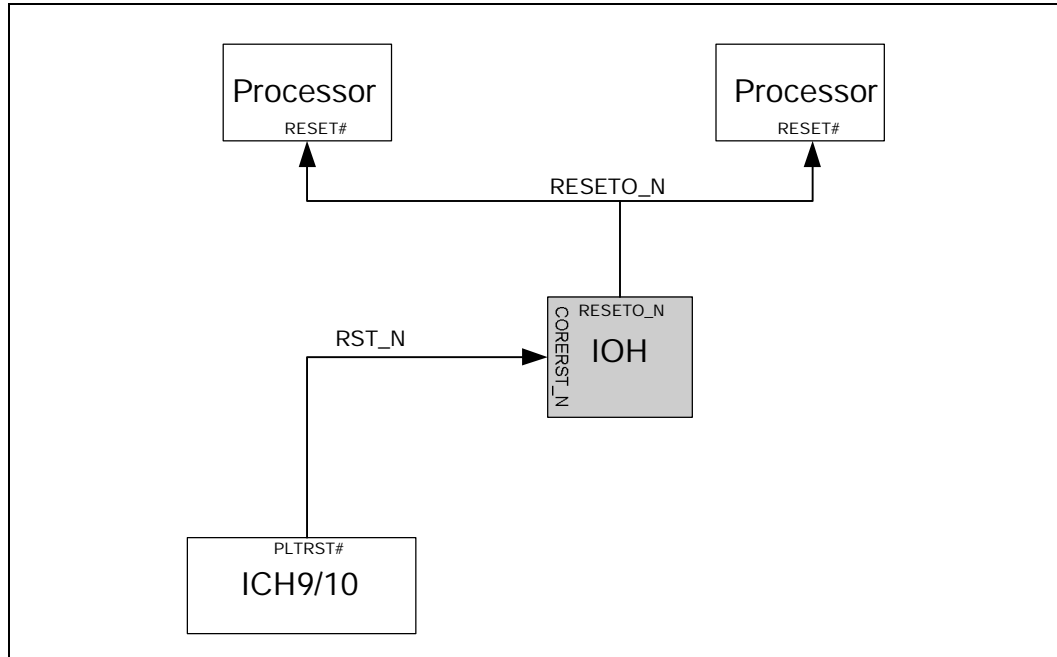 Processor
RESET#
Processor
RESET#
RESETO_N
RESETO_N
CORERST_N
IOH
RST_N
PLTRST#
ICH9/10